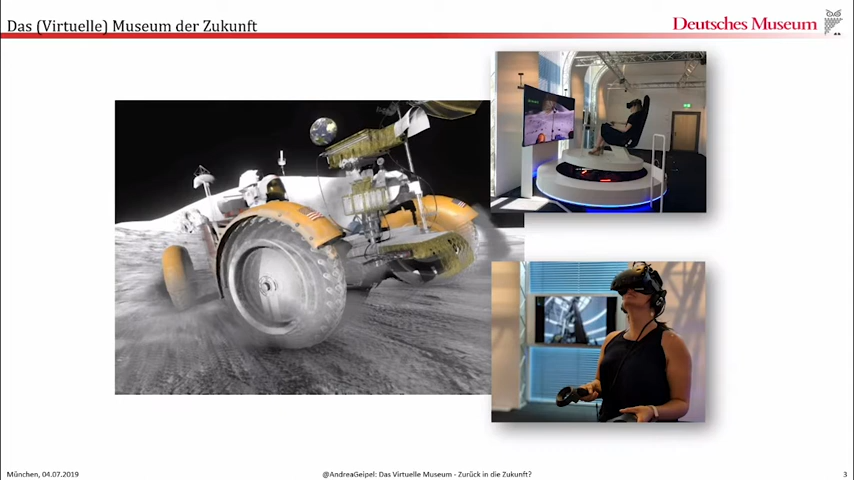 Das (Virtuelle) Museum der Zukunft
Deutsches Museum
München, 04.07.2019
@AndreaGeipel: Das Virtuelle Museum - Zurück in die Zukunft?
3